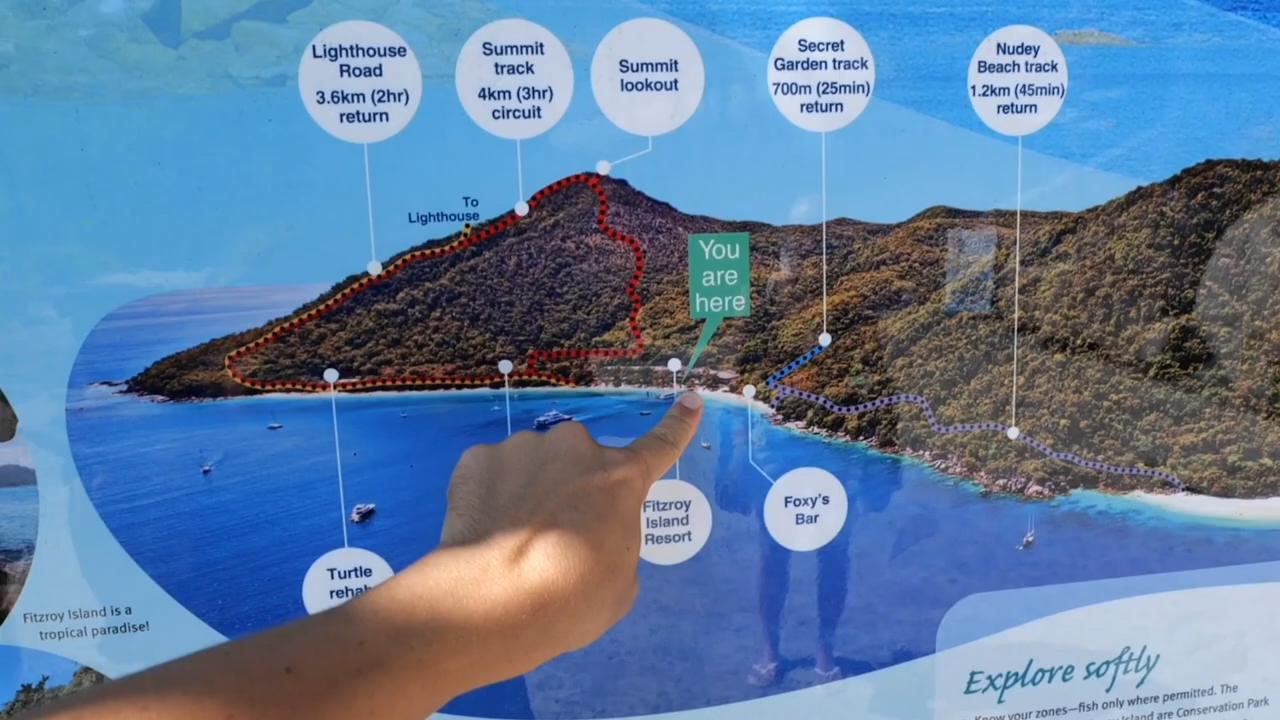 Lighthouse
Road
3.6km (2hr)
return
Summit
track
4km (3hr)
circuit
Summit
lookout
Secret
Garden track
700m (25min)
return
Nudey
Beach track
1.2km (45min)
return
To
Lighthouse
You
are
here
Fitzroy
Island
Resort
Foxy's
Bar
Turtle
rehab
Fitzroy Island is a
tropical paradise!
Explore softly
Know your zones—fish only where permitted. The
Island are Conservation Park